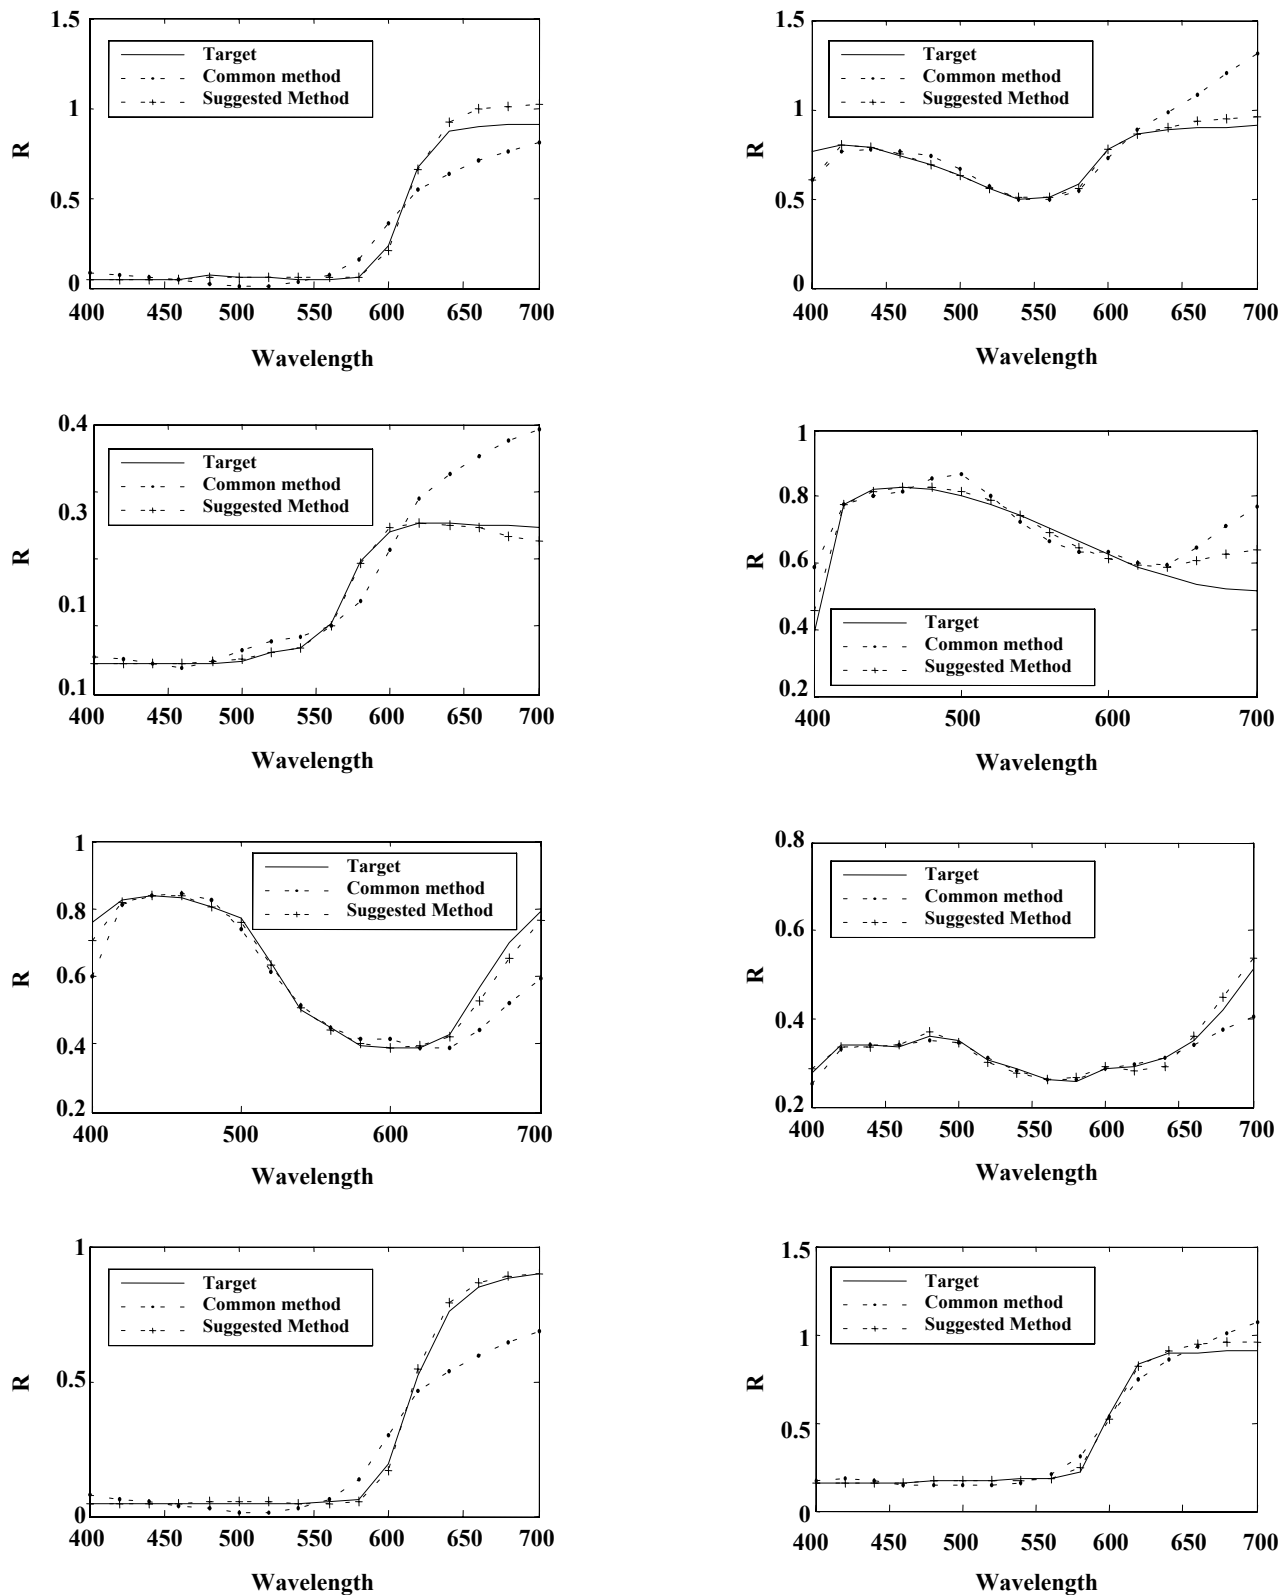 1.5
1
0.5
0
R
Target
Common method
Suggested Method
400 450 500 550 600 650 700
Wavelength
1.5
1
0.5
0
R
Target
Common method
Suggested Method
400 450 500 550 600 650 700
Wavelength
0.4
0.3
0.1
0.1
R
Target
Common method
Suggested Method
400 450 500 550 600 650 700
Wavelength
1
0.8
0.6
0.4
0.2
R
Target
Common method
Suggested Method
400 500 600 700
Wavelength
1
0.8
0.6
0.4
0.2
R
Target
Common method
Suggested Method
400 500 600 700
Wavelength
0.8
0.6
0.4
0.2
R
Target
Common method
Suggested Method
400 450 500 550 600 650 700
Wavelength
1
0.5
0
R
Target
Common method
Suggested Method
400 450 500 550 600 650 700
Wavelength
1.5
1
0.5
0
R
Target
Common method
Suggested Method
400 450 500 550 600 650 700
Wavelength